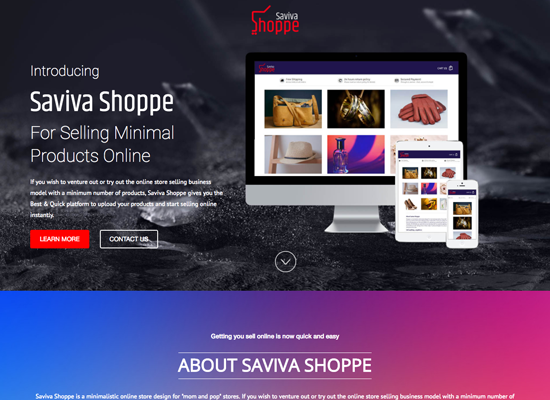 Saviva
Shoppe
Introducing
Saviva Shoppe
For Selling Minimal
Products Online
If you wish to venture out or try out the online store selling business
model with a minimum number of products, Saviva Shoppe gives you the
Best & Quick platform to upload your products and start selling online
instantly.
LEARN MORE
CONTACT US
Getting you sell online is now quick and easy
ABOUT SAVIVA SHOPPE
Saviva Shoppe is a minimalistic online store design for "mom and pop" stores. If you wish to venture out or try out the online store selling business model with a minimum number of